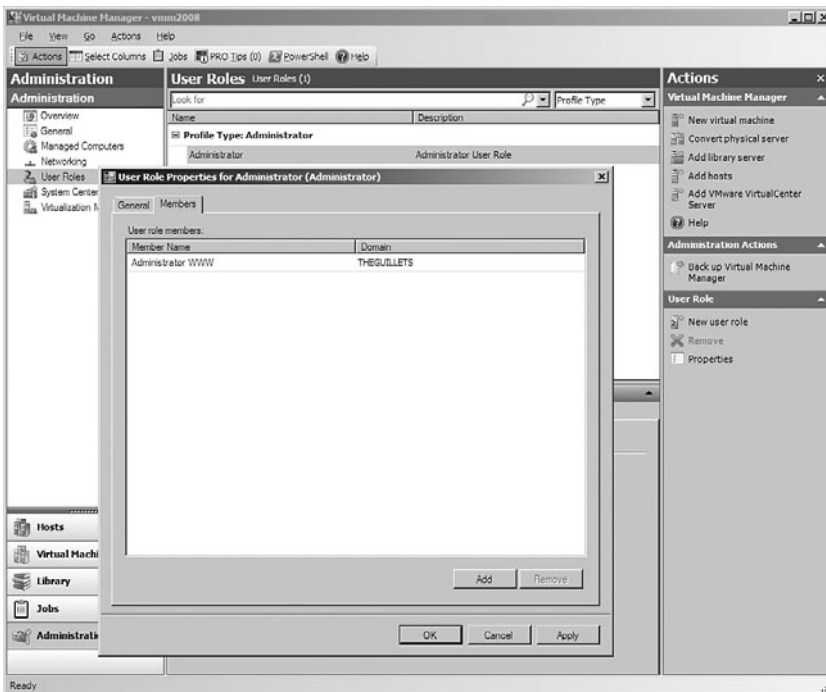 Virtual Machine Manager - vmm2008
File View Go Actions Help
Actions Select Columns Jobs PRO Tips (0) PowerShell Help
Administration
Administration
Overview
General
Managed Computers
Networking
User Roles
System Center
Virtualization M
Hosts
Virtual Machi
Library
Jobs
Administrati
User Roles User Roles (1)
Look for
Profile Type
Name Description
Profile Type: Administrator
Administrator Administrator User Role
User Role Properties for Administrator (Administrator)
General Members
User role members:
Member Name Domain
Administrator WWW THEGUILLETS
Add Remove
OK Cancel Apply
Actions
Virtual Machine Manager
New virtual machine
Convert physical server
Add library server
Add hosts
Add VMware VirtualCenter
Server
Help
Administration Actions
Back up Virtual Machine
Manager
User Role
New user role
Remove
Properties
Ready